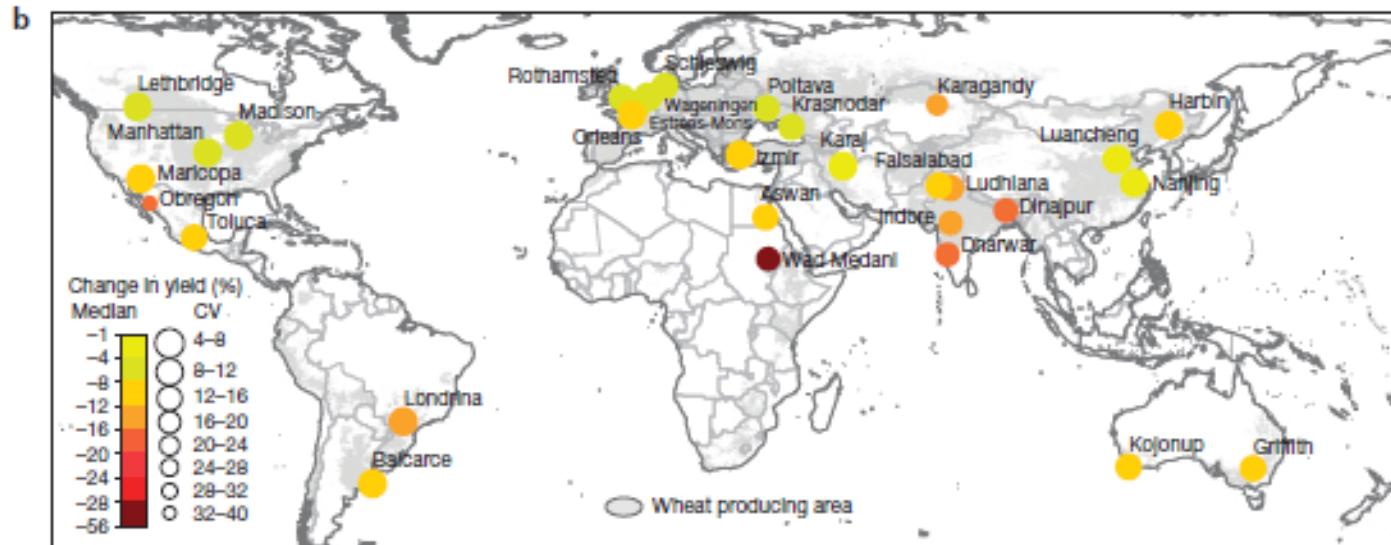 b
Lethbridge
Madison
Manhattan
Maricopa
Obregon
Toluca
Rothamsted
Schleswig
Wageningen
Estrees-Mons
Orleans
Poltava
Krasnodar
Izmir
Karaj
Aswan
Wad Medani
Karagandy
Faisalabad
Ludhiana
Indore
Dinajpur
Dharwar
Harbin
Luancheng
Nanjing
Londrina
Balcarce
Kojonup
Griffith
Change in yield (%)
Median CV
−1
−4
−8
−12
−16
−20
−24
−28
−56
4–8
8–12
12–16
16–20
20–24
24–28
28–32
32–40
Wheat producing area